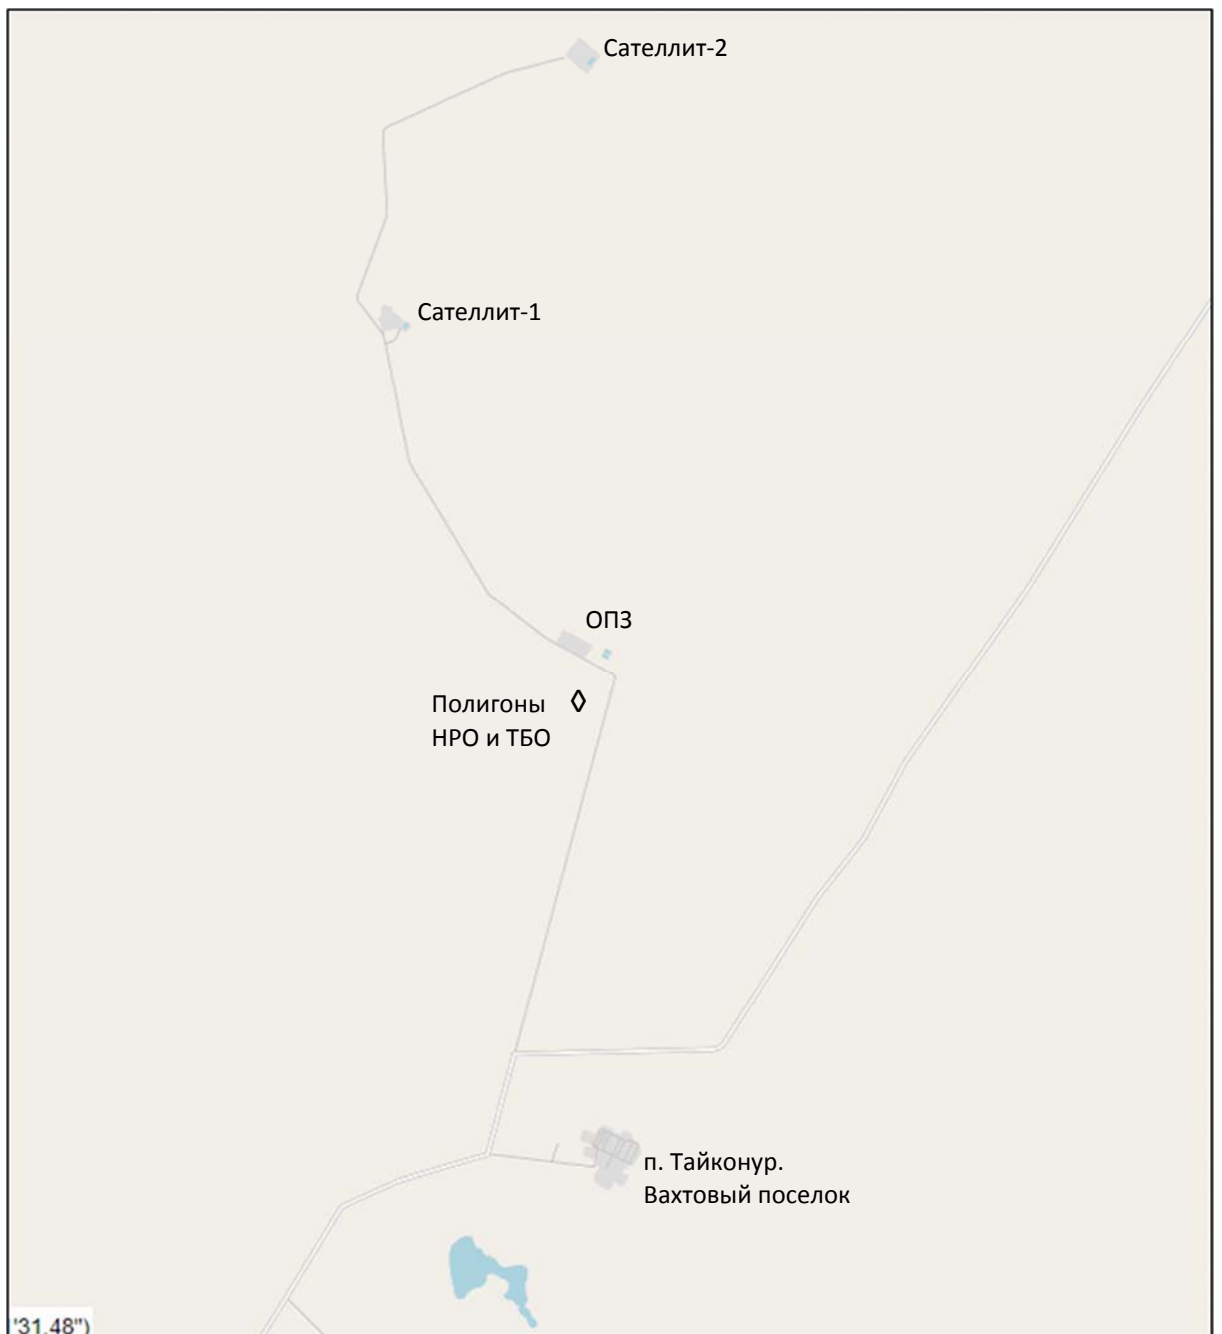 Сателлит-2
Сателлит-1
ОПЗ
Полигоны
НРО и ТБО
п. Тайконур.
Вахтовый поселок
'31.48")